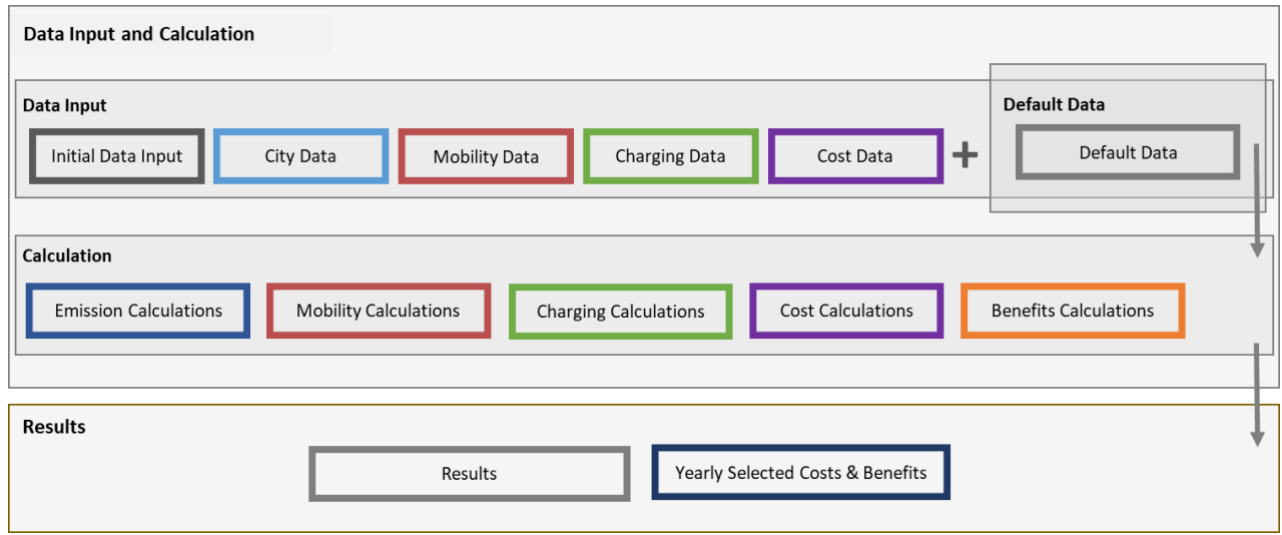 Data Input and Calculation
Data Input
Default Data
Initial Data Input
City Data
Mobility Data
Charging Data
Cost Data
+
Default Data
Calculation
Emission Calculations
Mobility Calculations
Charging Calculations
Cost Calculations
Benefits Calculations
Results
Results
Yearly Selected Costs & Benefits